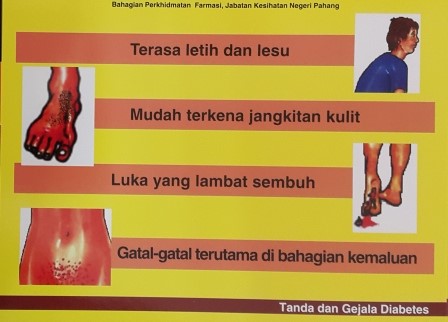 Bahagian Perkhidmatan Farmasi, Jabatan Kesihatan Negeri Pahang
Terasa letih dan lesu
Mudah terkena jangkitan kulit
Luka yang lambat sembuh
Gatal-gatal terutama di bahagian kemaluan
Tanda dan Gejala Diabetes